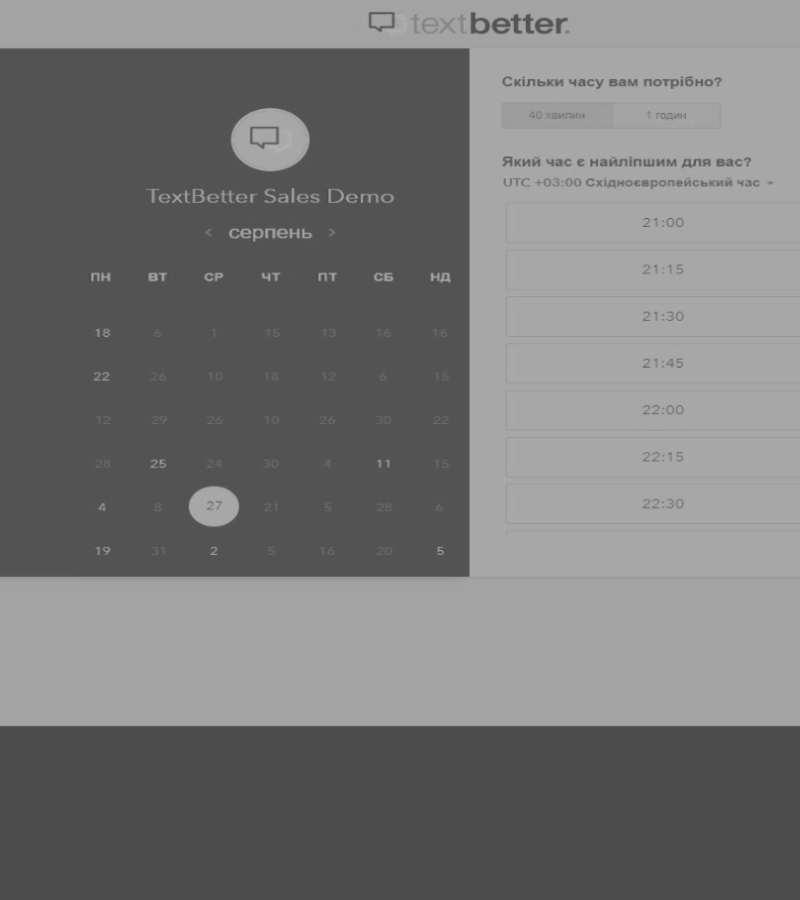 textbetter.
TextBetter Sales Demo
‹ серпень ›
ПН ВТ СР ЧТ ПТ СБ НД
18 6 1 15 13 16 16
22 26 10 18 12 6 15
12 29 26 10 26 30 22
28 25 24 30 4 11 15
4 8 27 21 5 28 6
19 31 2 5 16 20 5
Скільки часу вам потрібно?
40 хвилин 1 годин
Який час є найліпшим для вас?
UTC +03:00 Східноєвропейський час
21:00
21:15
21:30
21:45
22:00
22:15
22:30